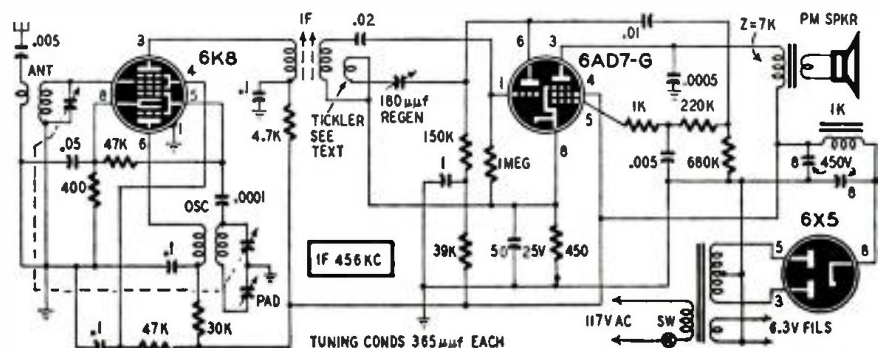 .005
ANT
3
6K8
4
8
5
1
6
.05
47K
400
OSC
.0001
.1
PAD
.1
47K
30K
IF
.02
.1
4.7K
TICKLER
SEE
TEXT
180μμf
REGEN
150K
1MEG
.1
39K
50
25V
450
IF 456KC
TUNING CONDS 365μμf EACH
.01
6
3
6AD7-G
1
4
5
8
.0005
1K
220K
.005
680K
Z=7K
PM SPKR
1K
8
450V
8
6X5
5
8
3
117V AC
SW
6.3V FILS